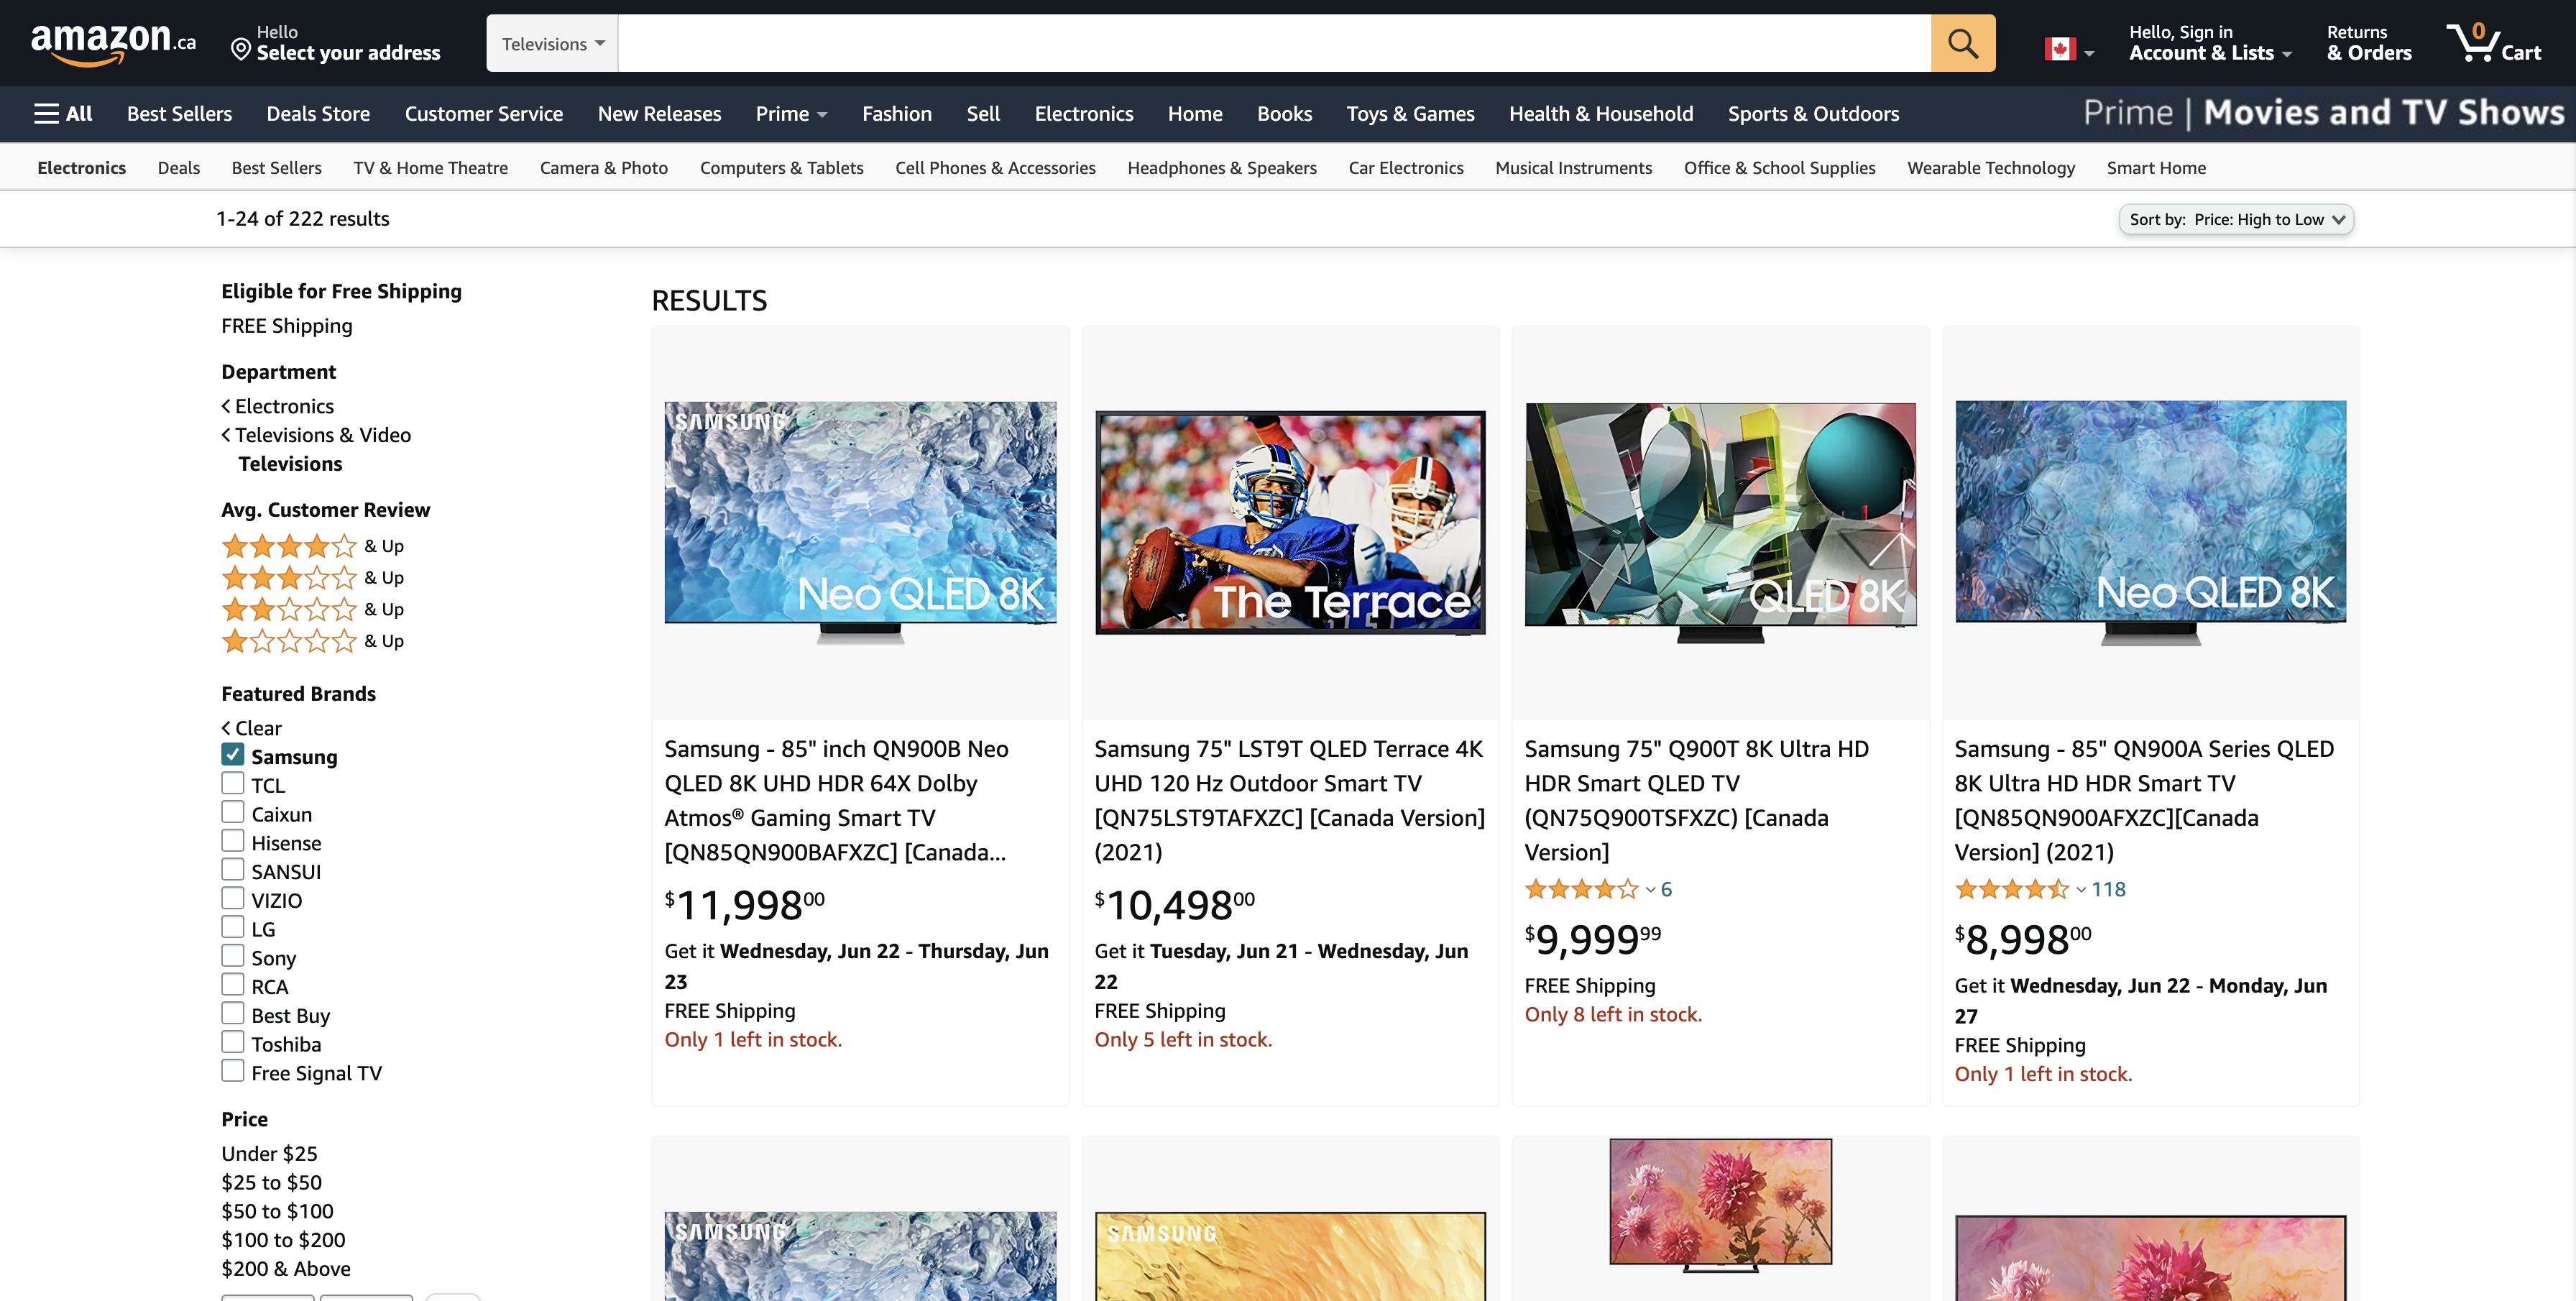 amazon.ca
Hello
Select your address
Televisions
Hello, Sign in
Account & Lists
Returns
& Orders
0
Cart
All
Best Sellers
Deals Store
Customer Service
New Releases
Prime
Fashion
Sell
Electronics
Home
Books
Toys & Games
Health & Household
Sports & Outdoors
Prime | Movies and TV Shows
Electronics
Deals
Best Sellers
TV & Home Theatre
Camera & Photo
Computers & Tablets
Cell Phones & Accessories
Headphones & Speakers
Car Electronics
Musical Instruments
Office & School Supplies
Wearable Technology
Smart Home
1-24 of 222 results
Sort by: Price: High to Low
Eligible for Free Shipping
FREE Shipping
Department
Electronics
Televisions & Video
Televisions
Avg. Customer Review
& Up
& Up
& Up
& Up
Featured Brands
Clear
Samsung
TCL
Caixun
Hisense
SANSUI
VIZIO
LG
Sony
RCA
Best Buy
Toshiba
Free Signal TV
Price
Under $25
$25 to $50
$50 to $100
$100 to $200
$200 & Above
RESULTS
SAMSUNG
Neo QLED 8K
Samsung - 85" inch QN900B Neo
QLED 8K UHD HDR 64X Dolby
Atmos® Gaming Smart TV
[QN85QN900BAFXZC] [Canada...
$11,99800
Get it Wednesday, Jun 22 - Thursday, Jun
23
FREE Shipping
Only 1 left in stock.
The Terrace
Samsung 75" LST9T QLED Terrace 4K
UHD 120 Hz Outdoor Smart TV
[QN75LST9TAFXZC] [Canada Version]
(2021)
$10,49800
Get it Tuesday, Jun 21 - Wednesday, Jun
22
FREE Shipping
Only 5 left in stock.
QLED 8K
Samsung 75" Q900T 8K Ultra HD
HDR Smart QLED TV
(QN75Q900TSFXZC) [Canada
Version]
6
$9,99999
FREE Shipping
Only 8 left in stock.
Neo QLED 8K
Samsung - 85" QN900A Series QLED
8K Ultra HD HDR Smart TV
[QN85QN900AFXZC][Canada
Version] (2021)
118
$8,99800
Get it Wednesday, Jun 22 - Monday, Jun
27
FREE Shipping
Only 1 left in stock.
SAMSUNG
SAMSUNG